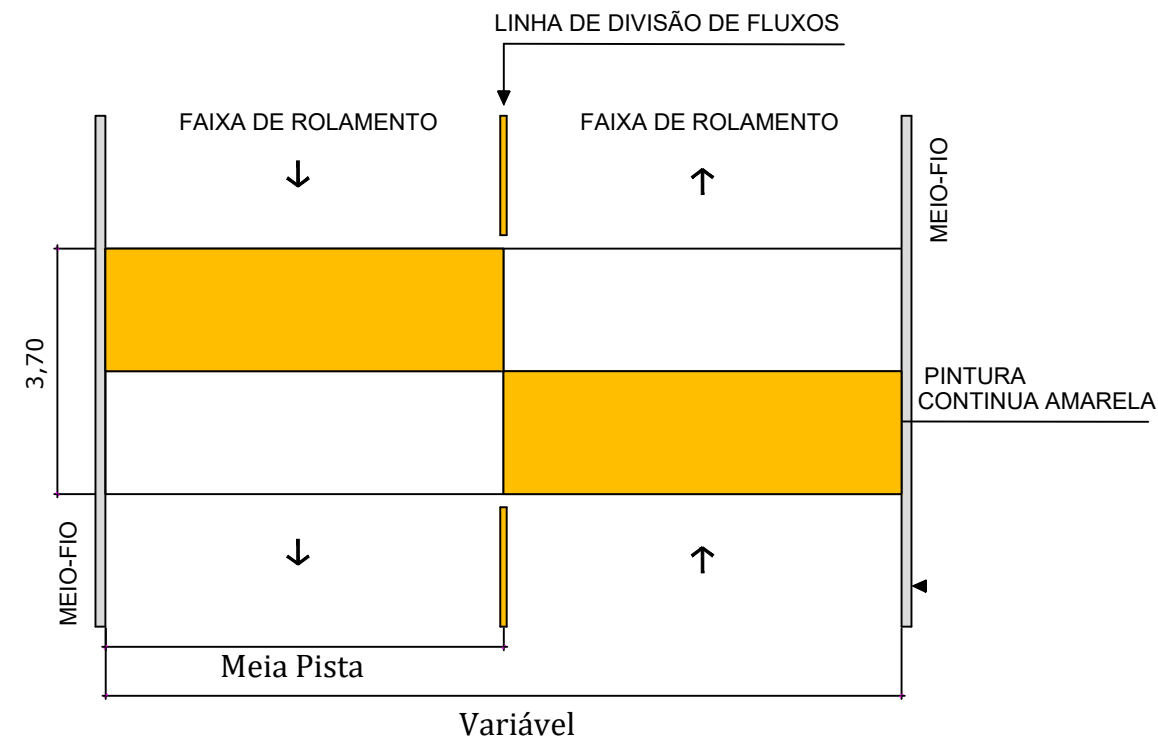 LINHA DE DIVISÃO DE FLUXOS
FAIXA DE ROLAMENTO
FAIXA DE ROLAMENTO
MEIO-FIO
3,70
PINTURA
CONTINUA AMARELA
MEIO-FIO
Meia Pista
Variável